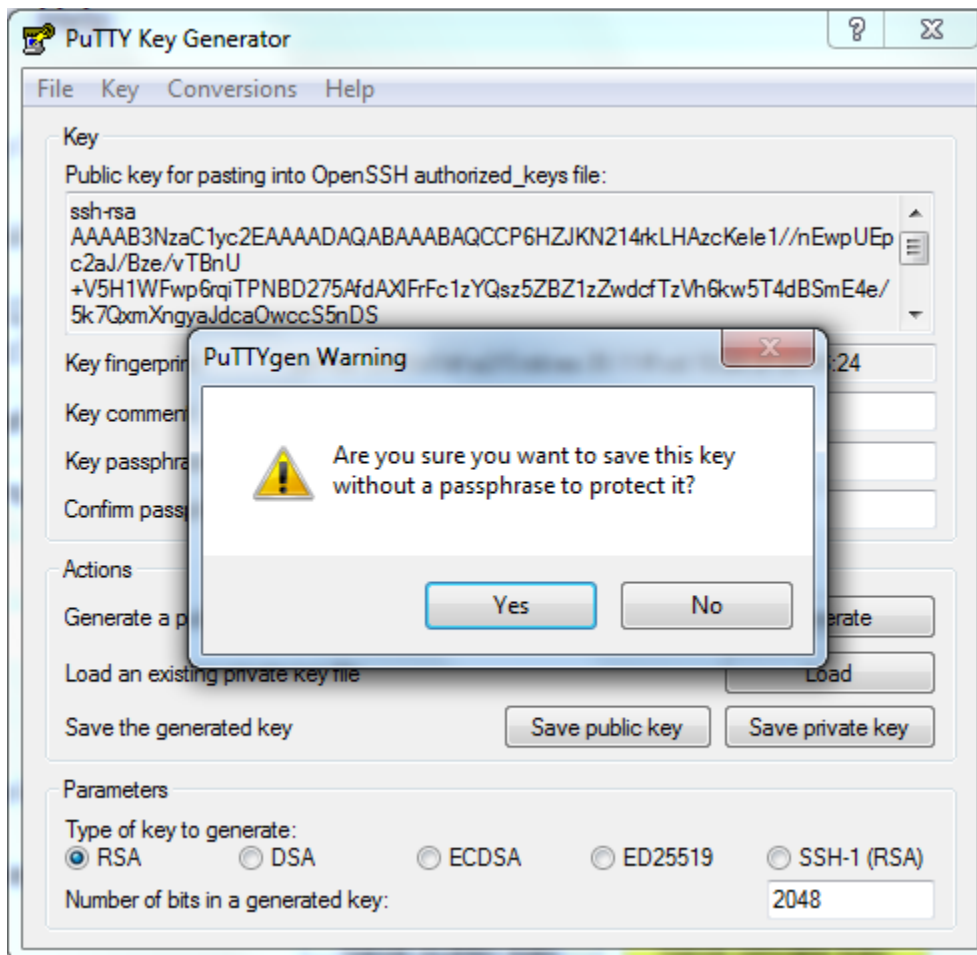 PuTTY Key Generator
File Key Conversions Help
Key
Public key for pasting into OpenSSH authorized_keys file:
ssh-rsa
AAAAB3NzaC1yc2EAAAADAQABAAABAQCCP6HZJKN214rkLHAzcKele1//nEwpUEp
c2aJ/Bze/vTBnU
+V5H1WFwp6rqiTPNBD275AfdAXlFrFc1zYQsz5ZBZ1zZwdcfTzVh6kw5T4dBSmE4e/
5k7QxmXngyaJdcaOwccS5nDS
Key fingerprin :24
PuTTYgen Warning
Key comment
Are you sure you want to save this key
without a passphrase to protect it?
Key passphra
Confirm passp
Yes No
Actions
Generate a p erate
Load an existing private key file Load
Save the generated key Save public key Save private key
Parameters
Type of key to generate:
RSA DSA ECDSA ED25519 SSH-1 (RSA)
Number of bits in a generated key: 2048